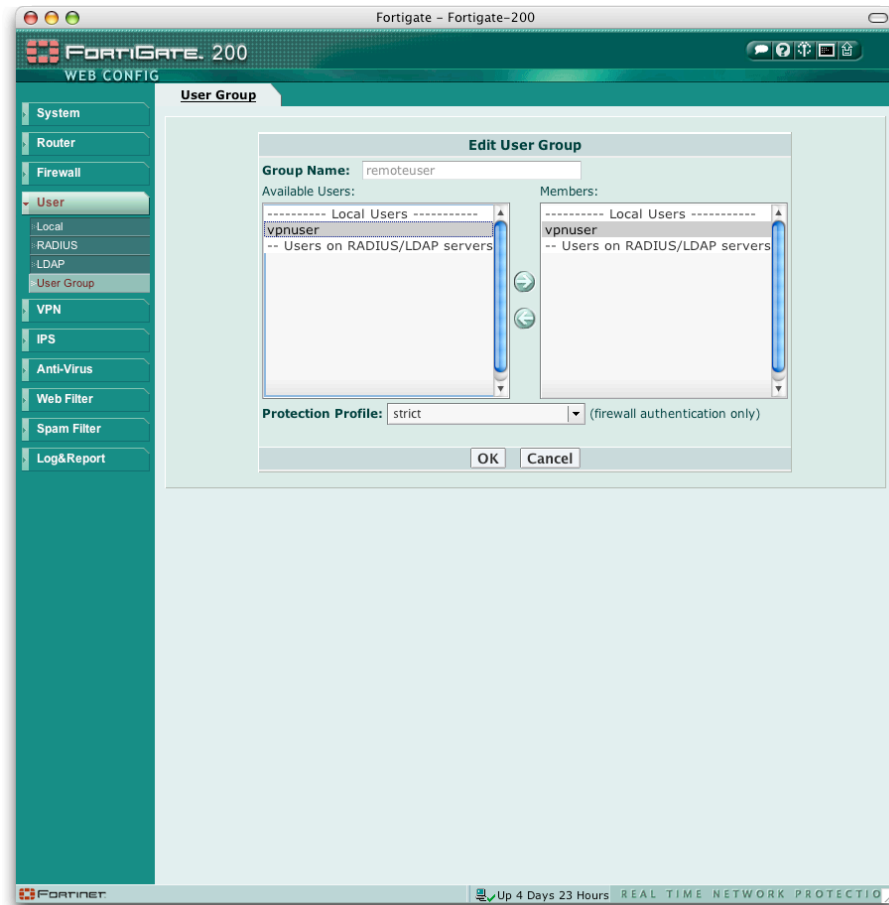 Fortigate – Fortigate-200
FORTIGATE. 200
WEB CONFIG
User Group
System
Router
Firewall
User
Local
RADIUS
LDAP
User Group
VPN
IPS
Anti-Virus
Web Filter
Spam Filter
Log&Report
Edit User Group
Group Name: remoteuser
Available Users: Members:
---------- Local Users ----------- ---------- Local Users -----------
vpnuser vpnuser
-- Users on RADIUS/LDAP servers -- Users on RADIUS/LDAP servers
Protection Profile: strict (firewall authentication only)
OK Cancel
FORTINET Up 4 Days 23 Hours REAL TIME NETWORK PROTECTIO